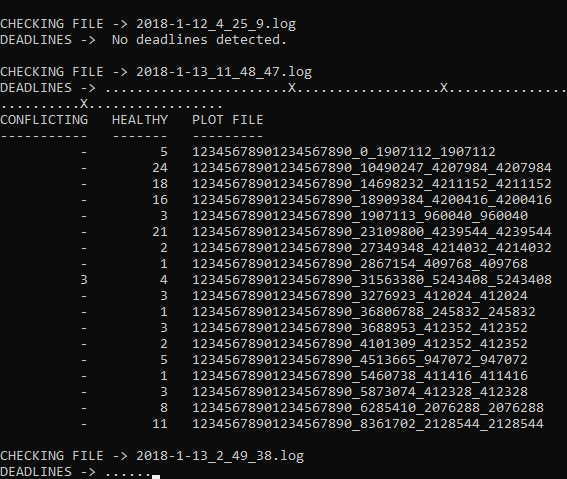 CHECKING FILE -> 2018-1-12_4_25_9.log
DEADLINES ->  No deadlines detected.
CHECKING FILE -> 2018-1-13_11_48_47.log
DEADLINES -> .......................X..................X...............
..........X.................
CONFLICTING   HEALTHY   PLOT FILE
-----------   -------   ---------
-         5   12345678901234567890_0_1907112_1907112
-        24   12345678901234567890_10490247_4207984_4207984
-        18   12345678901234567890_14698232_4211152_4211152
-        16   12345678901234567890_18909384_4200416_4200416
-         3   12345678901234567890_1907113_960040_960040
-        21   12345678901234567890_23109800_4239544_4239544
-         2   12345678901234567890_27349348_4214032_4214032
-         1   12345678901234567890_2867154_409768_409768
3         4   12345678901234567890_31563380_5243408_5243408
-         3   12345678901234567890_3276923_412024_412024
-         1   12345678901234567890_36806788_245832_245832
-         3   12345678901234567890_3688953_412352_412352
-         2   12345678901234567890_4101309_412352_412352
-         5   12345678901234567890_4513665_947072_947072
-         1   12345678901234567890_5460738_411416_411416
-         3   12345678901234567890_5873074_412328_412328
-         8   12345678901234567890_6285410_2076288_2076288
-        11   12345678901234567890_8361702_2128544_2128544
CHECKING FILE -> 2018-1-13_2_49_38.log
DEADLINES -> ......